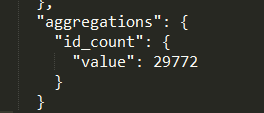 },
"aggregations": {
"id_count": {
"value": 29772
}
}